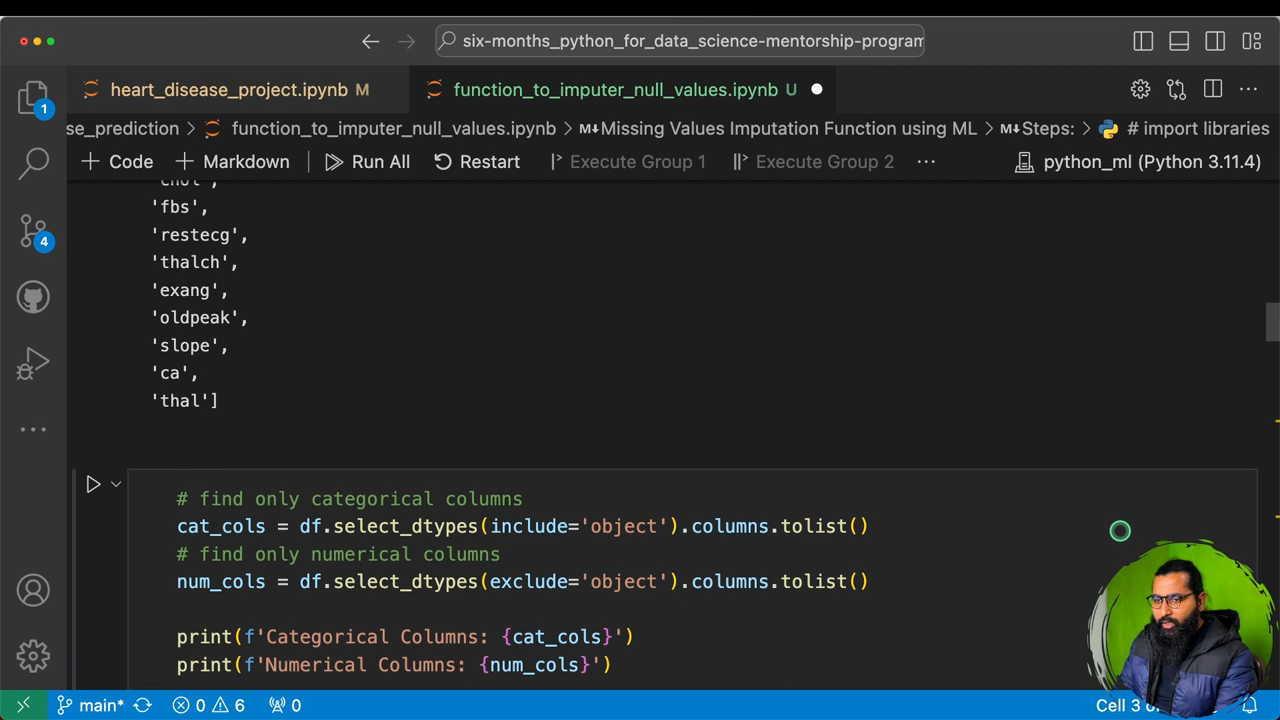 six-months_python_for_data_science-mentorship-program
heart_disease_project.ipynb M
function_to_imputer_null_values.ipynb U
se_prediction > function_to_imputer_null_values.ipynb > M↓Missing Values Imputation Function using ML > M↓Steps: > # import libraries
+ Code + Markdown Run All Restart Execute Group 1 Execute Group 2 ... python_ml (Python 3.11.4)
1
4
'chol',
'fbs',
'restecg',
'thalch',
'exang',
'oldpeak',
'slope',
'ca',
'thal']
# find only categorical columns
cat_cols = df.select_dtypes(include='object').columns.tolist()
# find only numerical columns
num_cols = df.select_dtypes(exclude='object').columns.tolist()
print(f'Categorical Columns: {cat_cols}')
print(f'Numerical Columns: {num_cols}')
main* 0 6 0 Cell 3